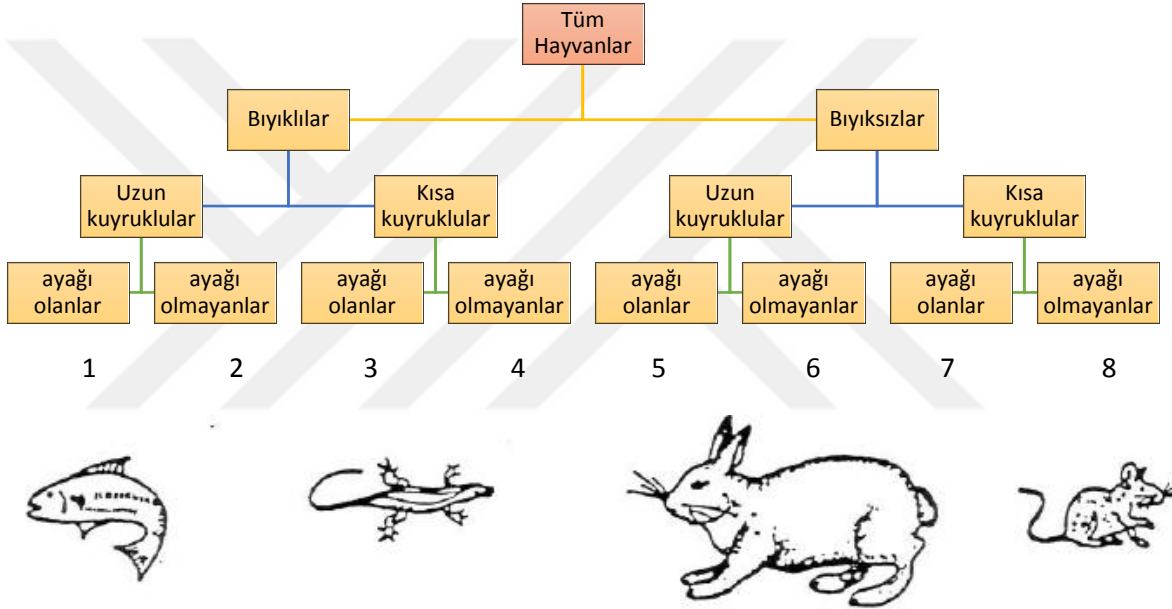 Tüm
Hayvanlar
Bıyıklılar
Bıyıksızlar
Uzun
kuyruklular
Kısa
kuyruklular
Uzun
kuyruklular
Kısa
kuyruklular
ayağı
olanlar
ayağı
olmayanlar
ayağı
olanlar
ayağı
olmayanlar
ayağı
olanlar
ayağı
olmayanlar
ayağı
olanlar
ayağı
olmayanlar
1 2 3 4 5 6 7 8